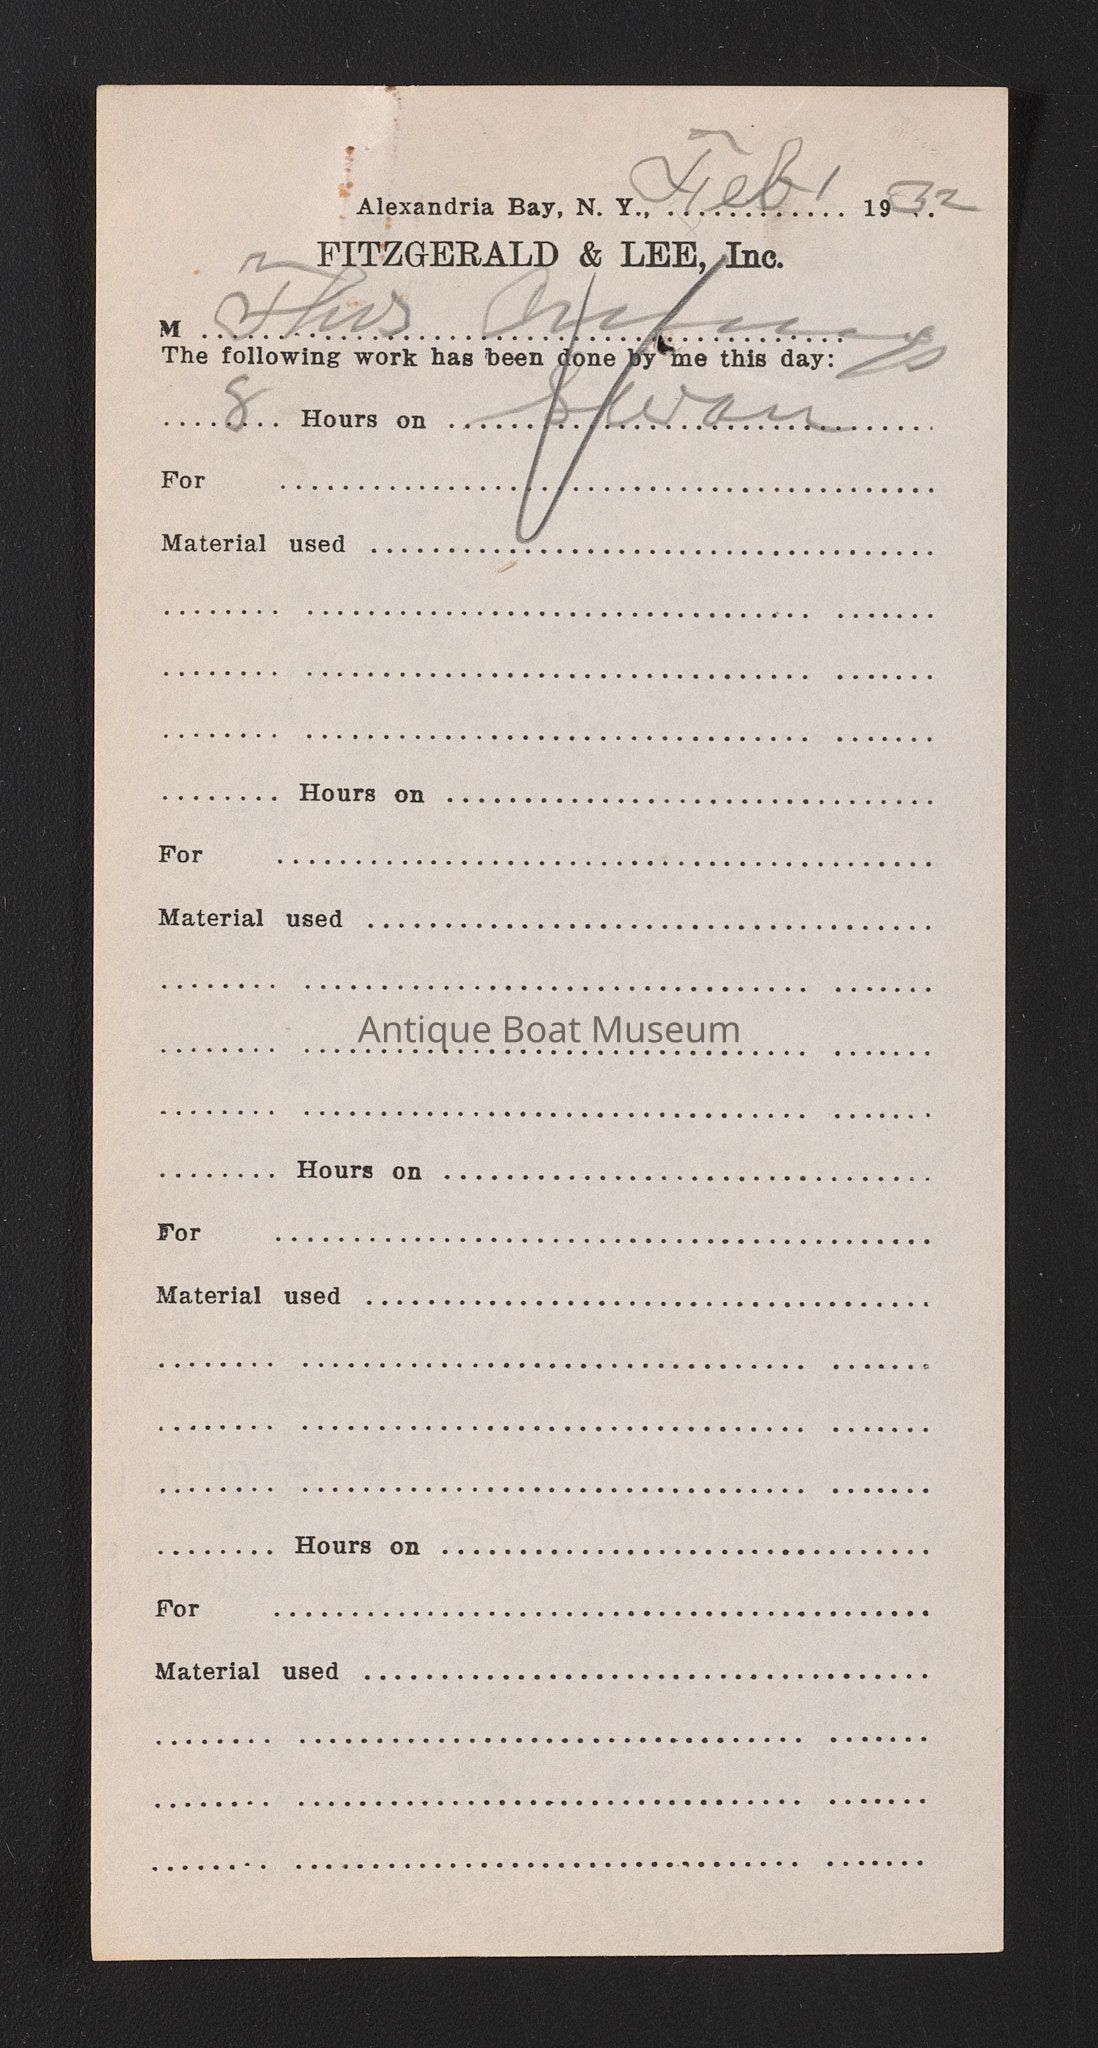 Alexandria Bay, N. Y., Feb 1 1932
FITZGERALD & LEE, Inc.
M Thos
The following work has been done by me this day:
8 Hours on Swan
For
Material used
Hours on
For
Material used
Antique Boat Museum
Hours on
For
Material used
Hours on
For
Material used